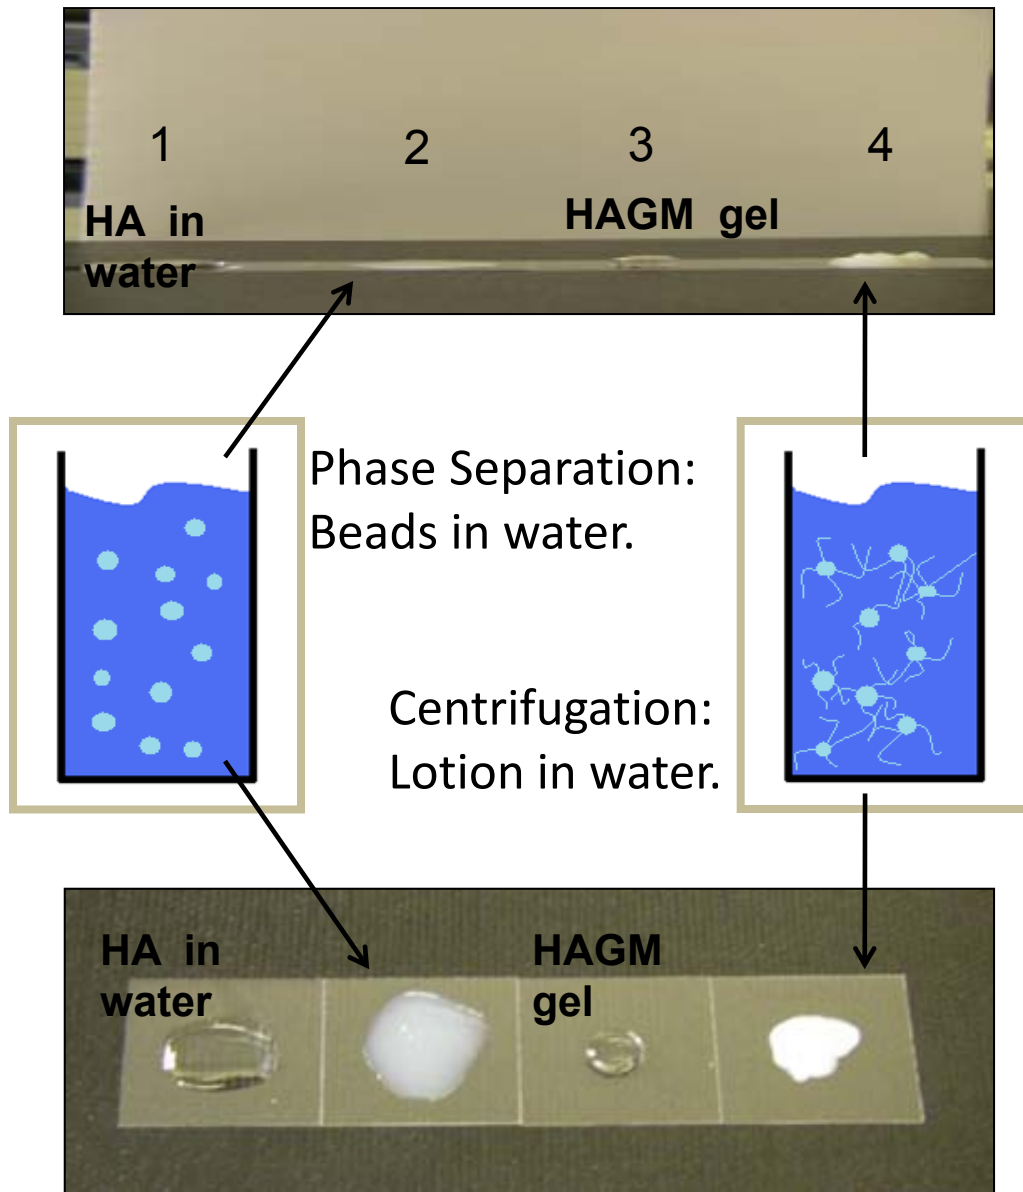 1 2 3 4
HA in
water
HAGM gel
Phase Separation:
Beads in water.
Centrifugation:
Lotion in water.
HA in
water
HAGM
gel